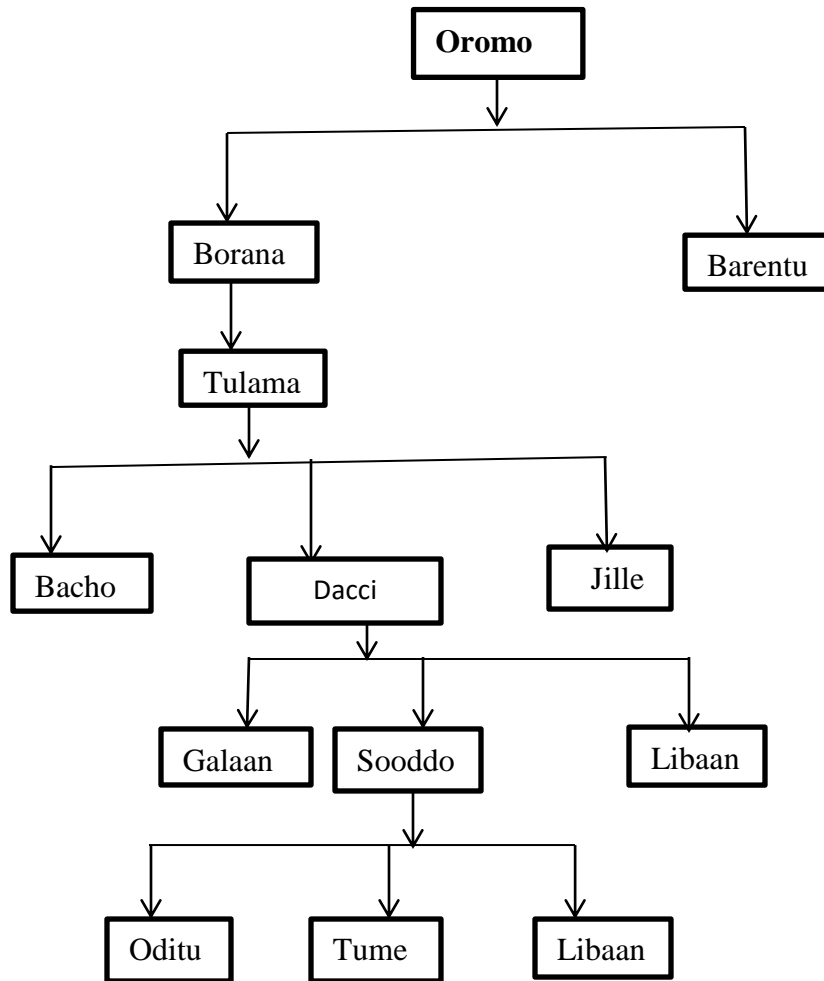 Oromo
Borana
Barentu
Tulama
Bacho
Dacci
Jille
Galaan
Sooddo
Libaan
Oditu
Tume
Libaan